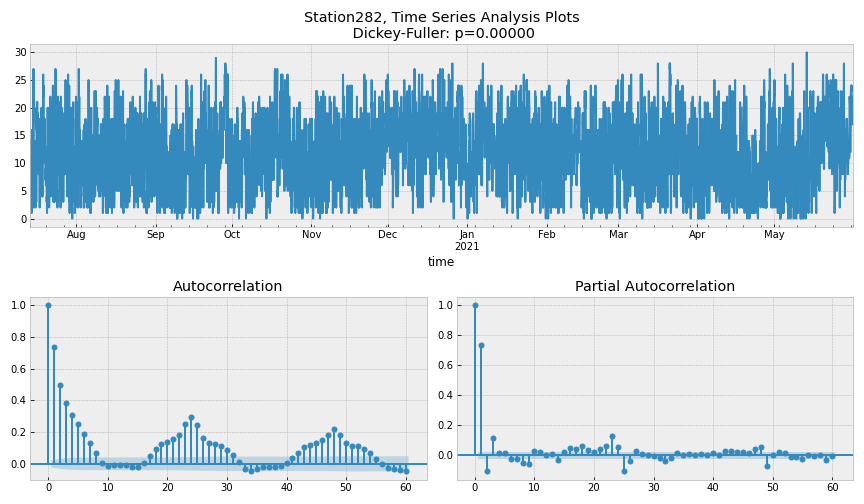 Station282, Time Series Analysis Plots
Dickey-Fuller: p=0.00000
30
25
20
15
10
5
0
Aug Sep Oct Nov Dec Jan Feb Mar Apr May
2021
time
Autocorrelation
1.0
0.8
0.6
0.4
0.2
0.0
0 10 20 30 40 50 60
Partial Autocorrelation
1.0
0.8
0.6
0.4
0.2
0.0
0 10 20 30 40 50 60